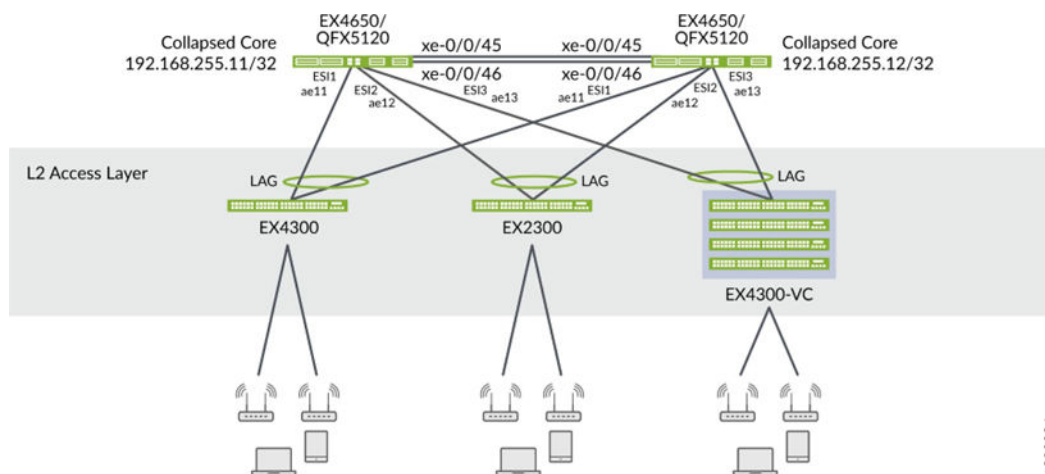 EX4650/
QFX5120
EX4650/
QFX5120
Collapsed Core
192.168.255.11/32
xe-0/0/45
xe-0/0/45
Collapsed Core
192.168.255.12/32
xe-0/0/46
xe-0/0/46
ESI1
ae11
ESI2
ae12
ESI3
ae13
ae11
ESI1
ESI2
ae12
ESI3
ae13
L2 Access Layer
LAG
LAG
LAG
EX4300
EX2300
EX4300-VC